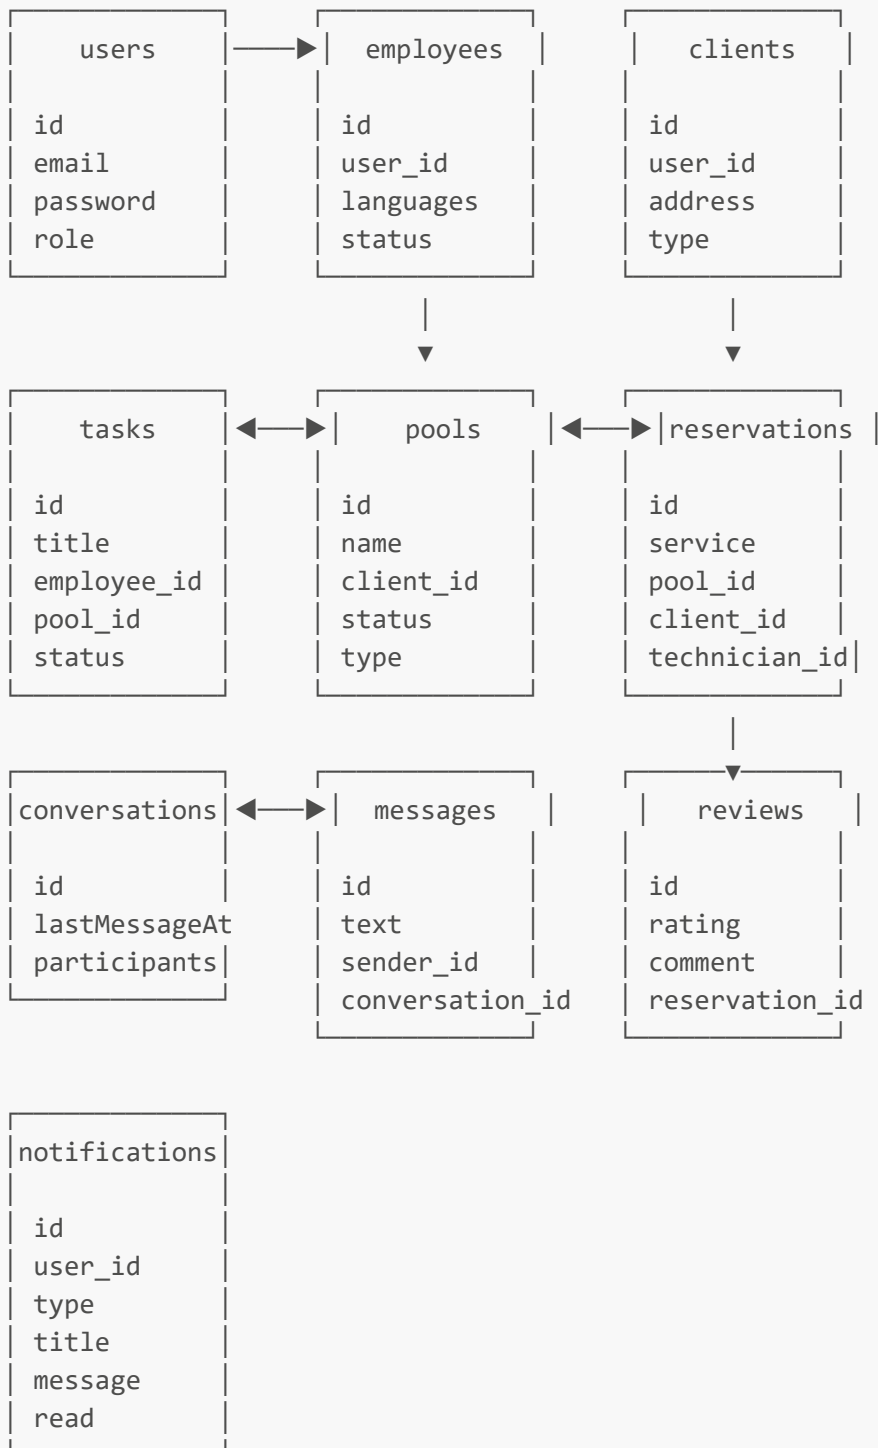 users employees clients
id id id
email user_id user_id
password languages address
role status type
tasks pools reservations
id id id
title name service
employee_id client_id pool_id
pool_id status client_id
status type technician_id
conversations messages reviews
id id id
lastMessageAt text rating
participants sender_id comment
conversation_id reservation_id
notifications
id
user_id
type
title
message
read